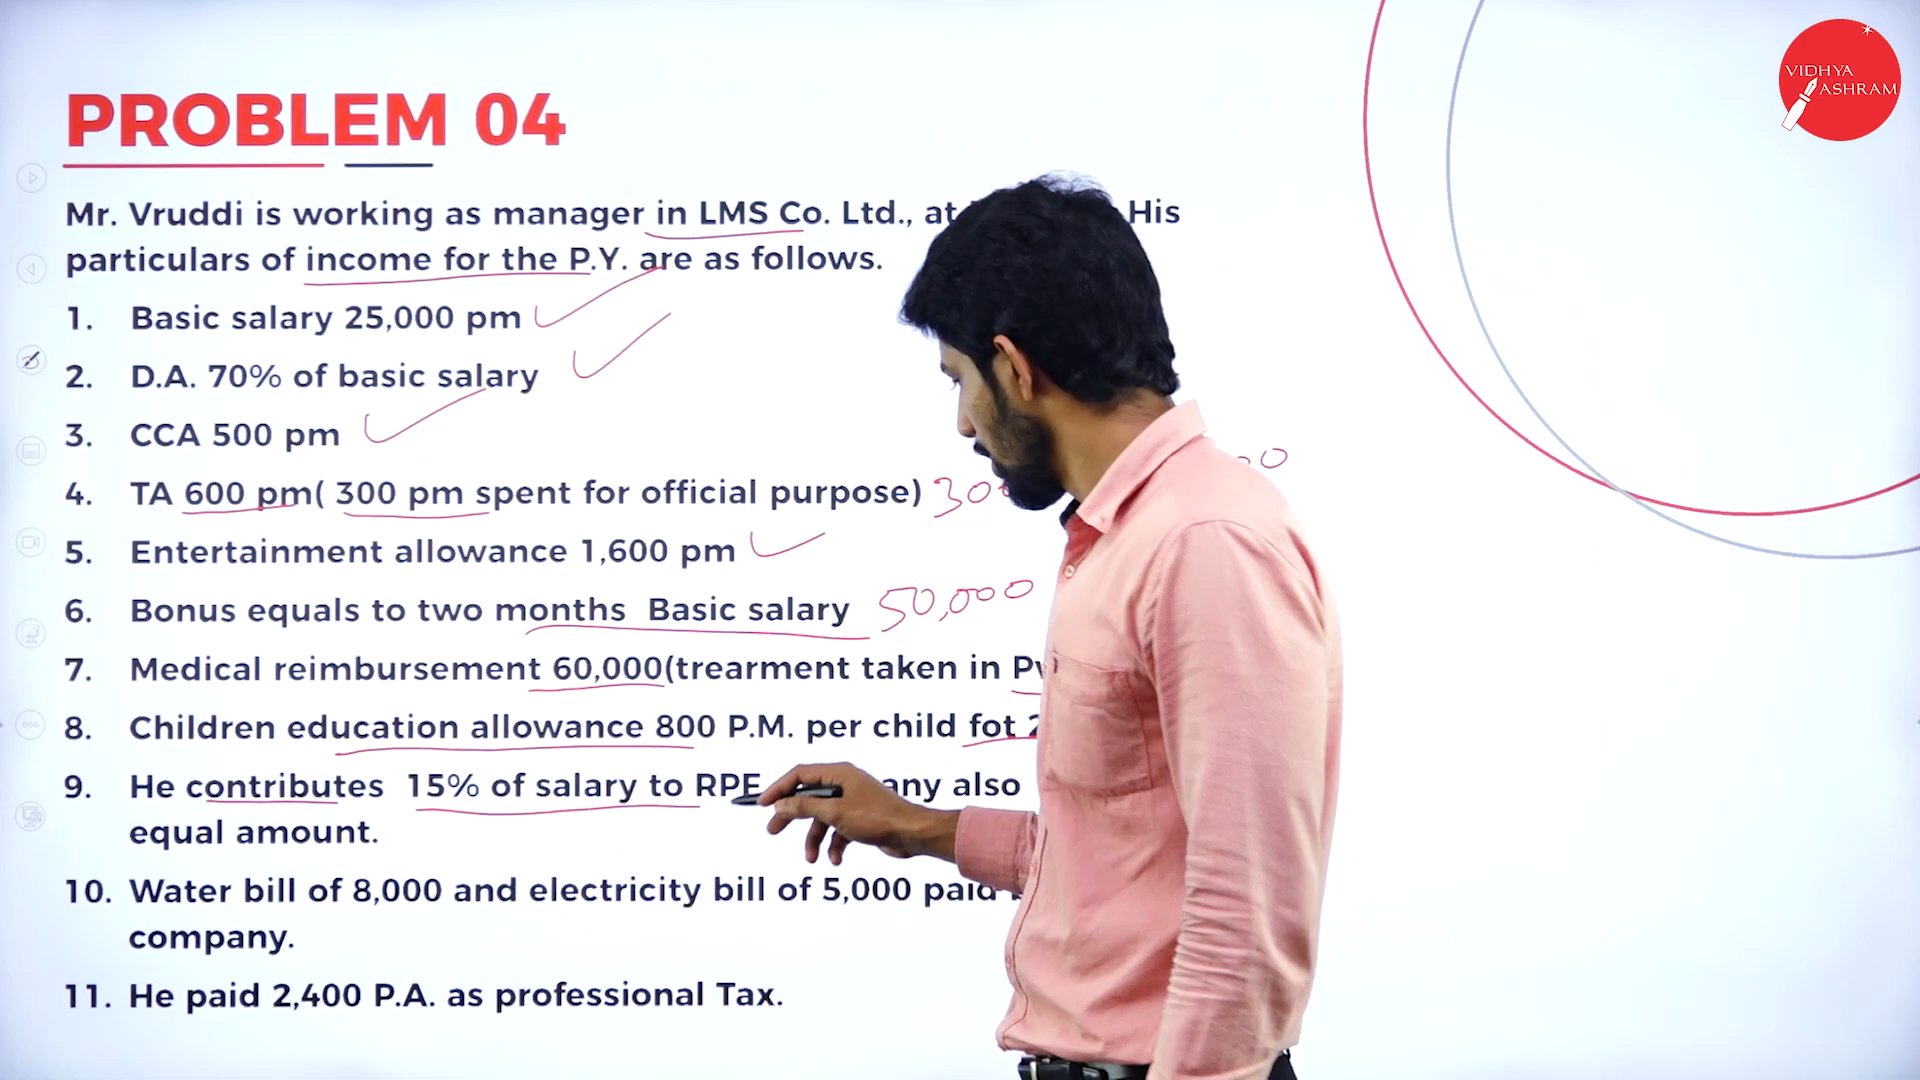 VIDHYA
ASHRAM
PROBLEM 04
Mr. Vruddi is working as manager in LMS Co. Ltd., at His
particulars of income for the P.Y. are as follows.
1. Basic salary 25,000 pm
2. D.A. 70% of basic salary
3. CCA 500 pm
4. TA 600 pm( 300 pm spent for official purpose)
5. Entertainment allowance 1,600 pm
6. Bonus equals to two months Basic salary 50,000
7. Medical reimbursement 60,000(trearment taken in
8. Children education allowance 800 P.M. per child fot
9. He contributes 15% of salary to also
equal amount.
10. Water bill of 8,000 and electricity bill of 5,000 paid
company.
11. He paid 2,400 P.A. as professional Tax.